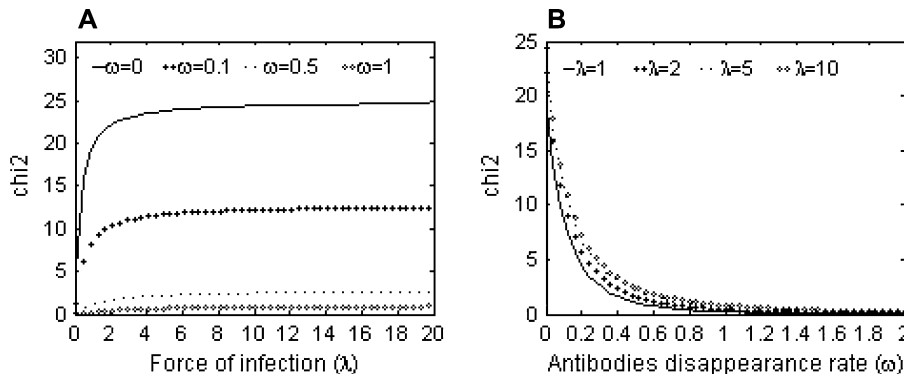 A
30
25
20
15
10
5
0
chi2
—ω=0 ω=0.1 ω=0.5 ω=1
0 2 4 6 8 10 12 14 16 18 20
Force of infection (λ)
B
25
20
15
10
5
0
chi2
—λ=1 λ=2 λ=5 λ=10
0 0.2 0.4 0.6 0.8 1 1.2 1.4 1.6 1.8 2
Antibodies disappearance rate (ω)